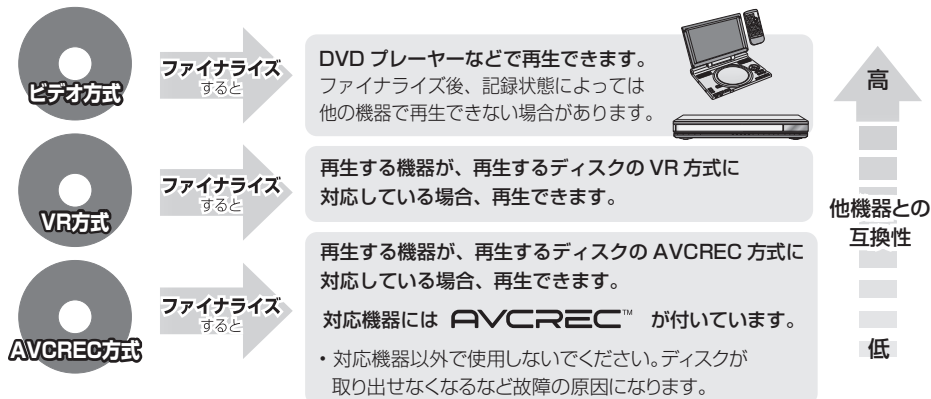 ビデオ方式
ファイナライズ
すると
DVD プレーヤーなどで再生できます。
ファイナライズ後、記録状態によっては
他の機器で再生できない場合があります。
VR方式
ファイナライズ
すると
再生する機器が、再生するディスクの VR 方式に
対応している場合、再生できます。
AVCREC方式
ファイナライズ
すると
再生する機器が、再生するディスクの AVCREC 方式に
対応している場合、再生できます。
対応機器には AVCREC™ が付いています。
・対応機器以外で使用しないでください。ディスクが
取り出せなくなるなど故障の原因になります。
高
他機器との
互換性
低